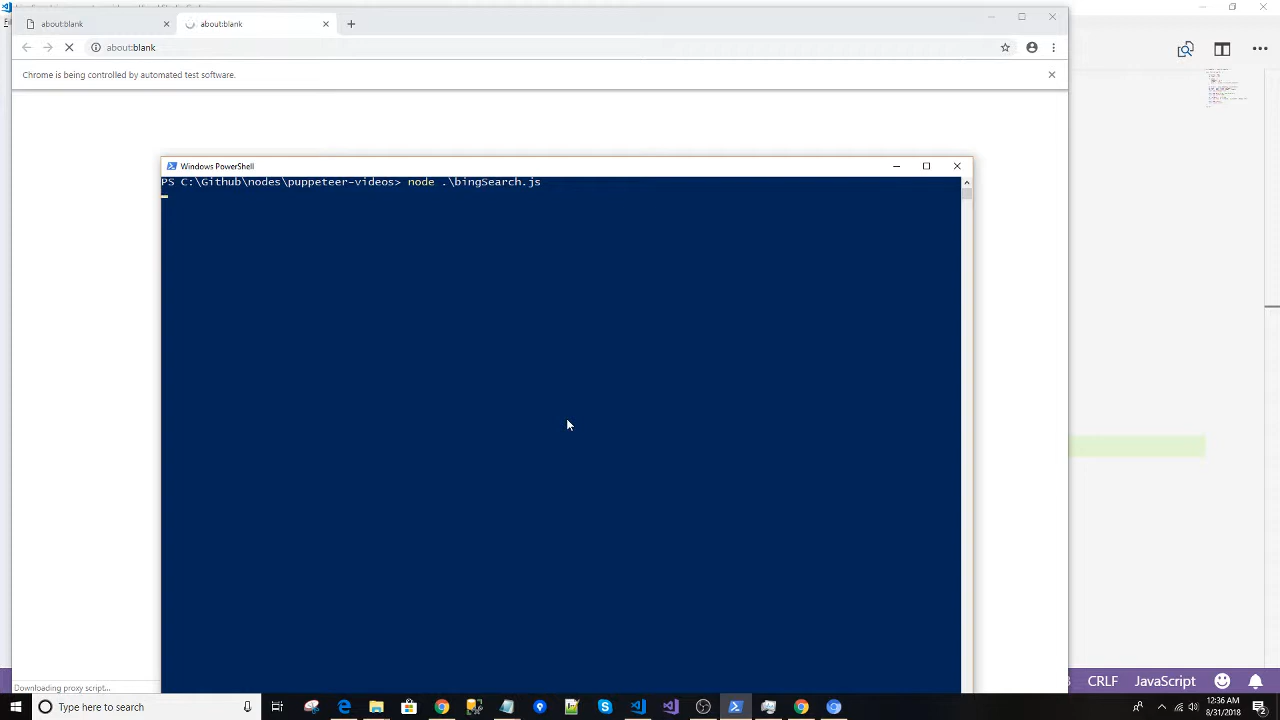 about:blank
about:blank
about:blank
Chrome is being controlled by automated test software.
Windows PowerShell
PS C:\Github\nodes\puppeteer-videos> node .\bingSearch.js
Downloading proxy script...
CRLF
JavaScript
Type here to search
12:36 AM
8/31/2018